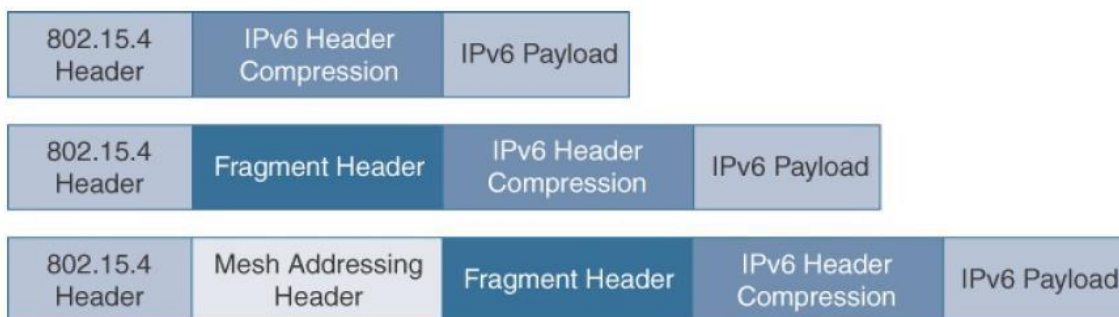 802.15.4
Header
IPv6 Header
Compression
IPv6 Payload
802.15.4
Header
Fragment Header
IPv6 Header
Compression
IPv6 Payload
802.15.4
Header
Mesh Addressing
Header
Fragment Header
IPv6 Header
Compression
IPv6 Payload